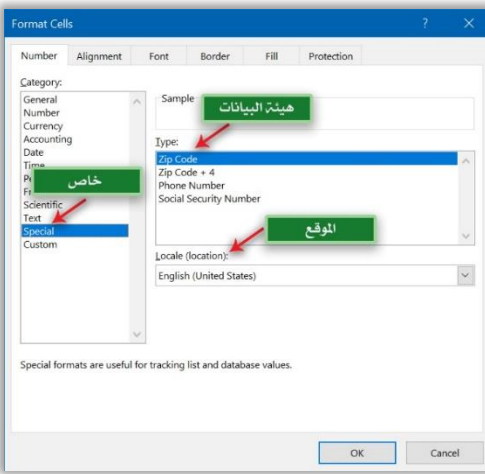 Format Cells
Number Alignment Font Border Fill Protection
Category:
General
Number
Currency
Accounting
Date
Time
خاص
Scientific
Text
Special
Custom
Sample
هيئة البيانات
Type:
Zip Code
Zip Code + 4
Phone Number
Social Security Number
الموقع
Locale (location):
English (United States)
Special formats are useful for tracking list and database values.
OK Cancel